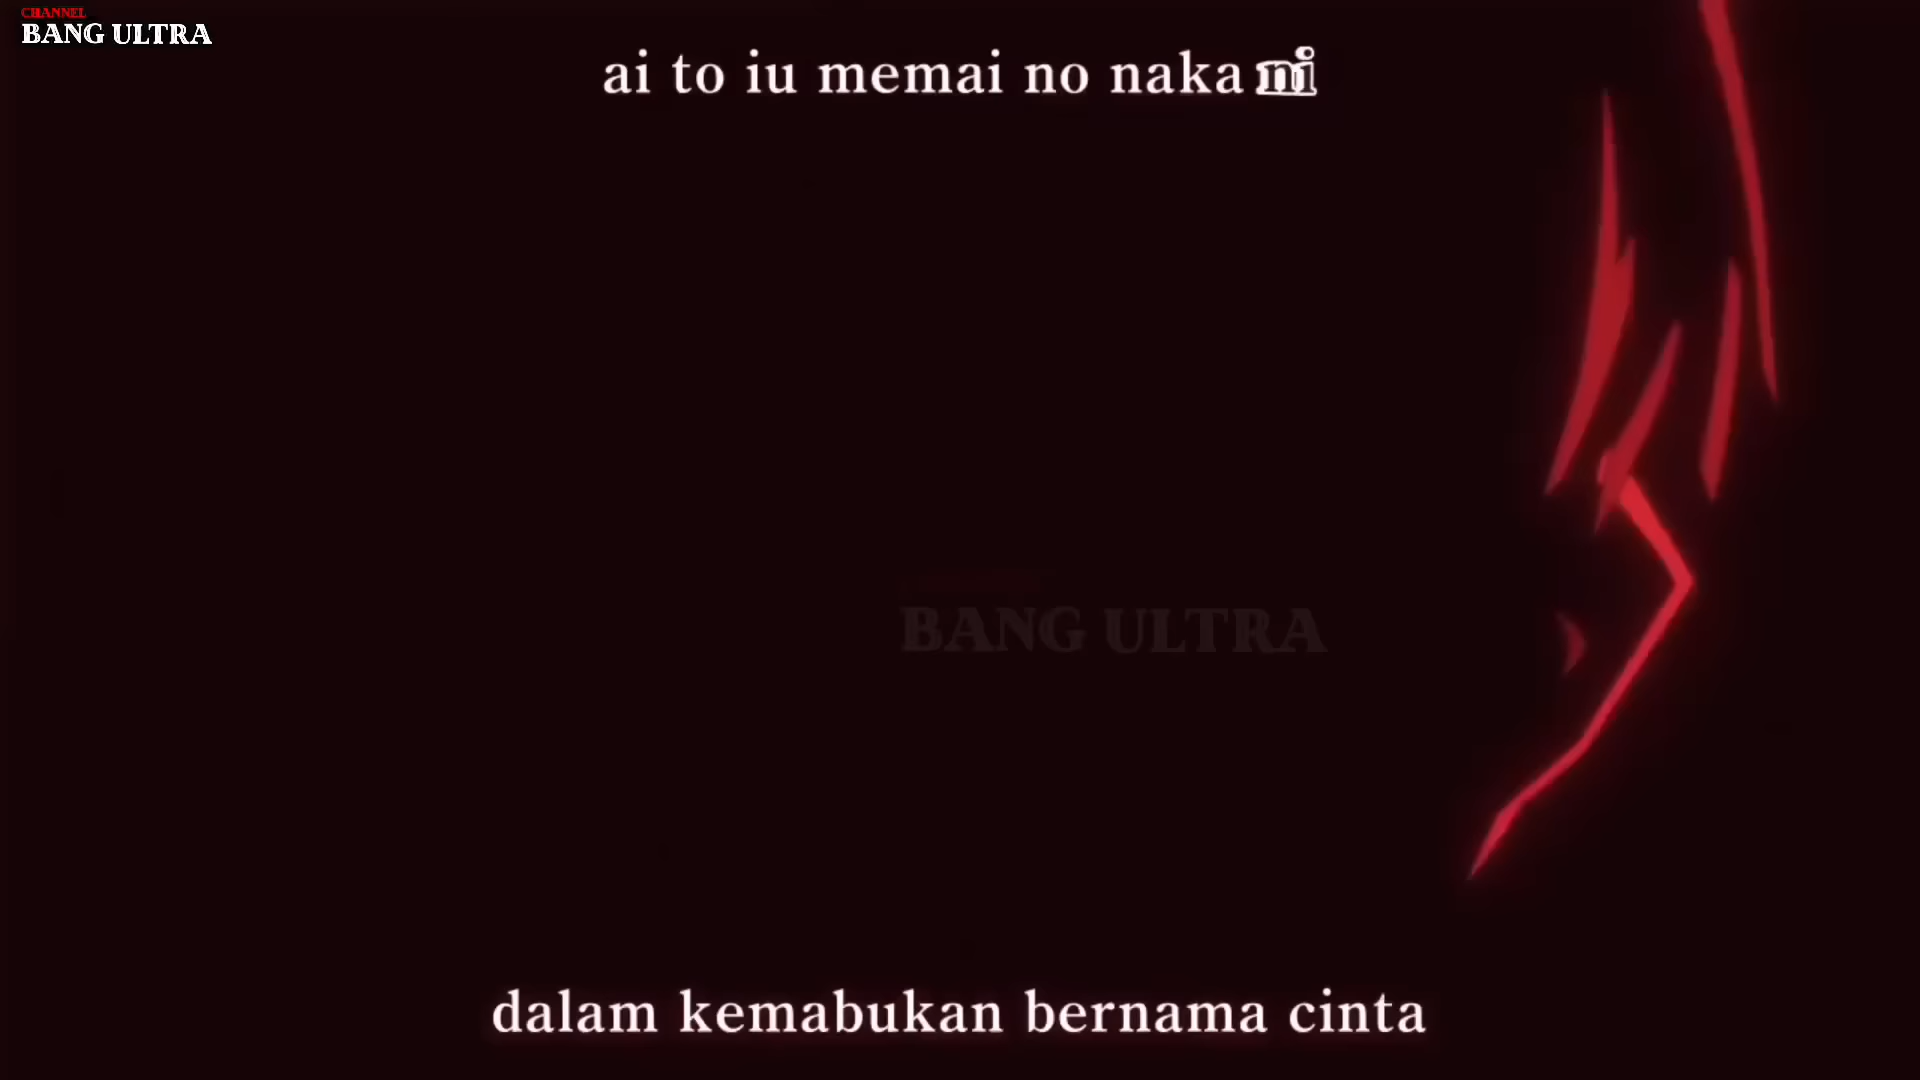 CHANNEL
BANG ULTRA
ai to iu memai no naka ni
BANG ULTRA
dalam kemabukan bernama cinta